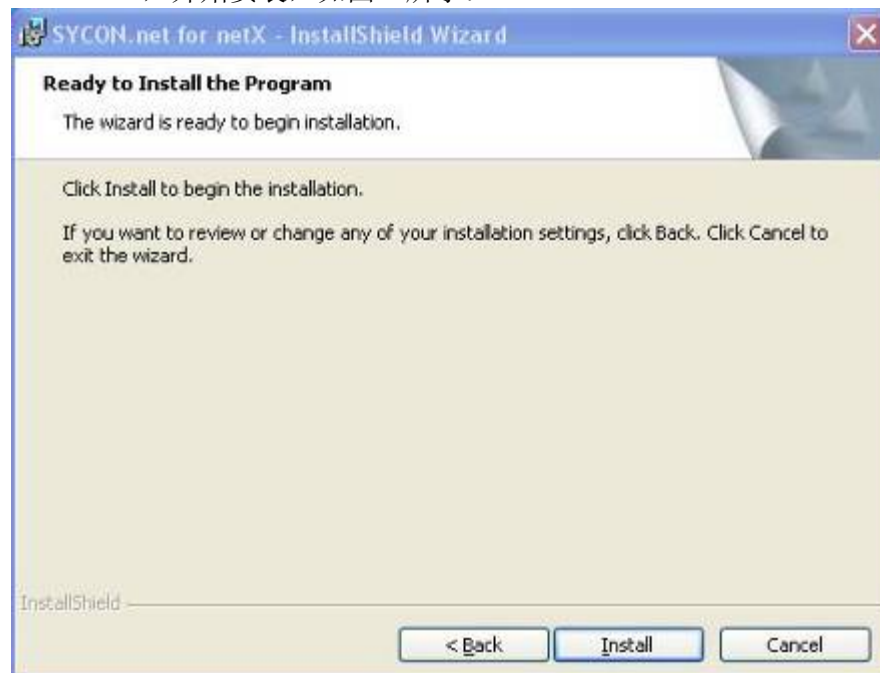 SYCON.net for netX - InstallShield Wizard
Ready to Install the Program
The wizard is ready to begin installation.
Click Install to begin the installation.
If you want to review or change any of your installation settings, click Back. Click Cancel to
exit the wizard.
InstallShield
< Back
Install
Cancel